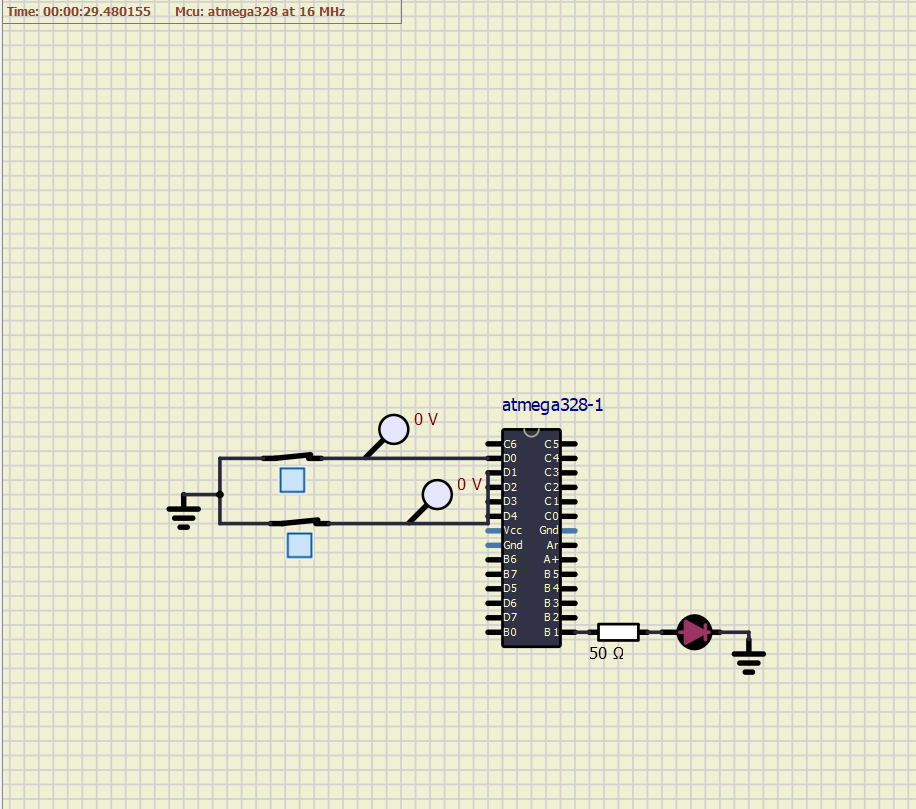 Time: 00:00:29.480155 Mcu: atmega328 at 16 MHz
atmega328-1
0 V
0 V
C6 C5
D0 C4
D1 C3
D2 C2
D3 C1
D4 C0
Vcc Gnd
Gnd Ar
B6 A+
B7 B5
D5 B4
D6 B3
D7 B2
B0 B1
50 Ω